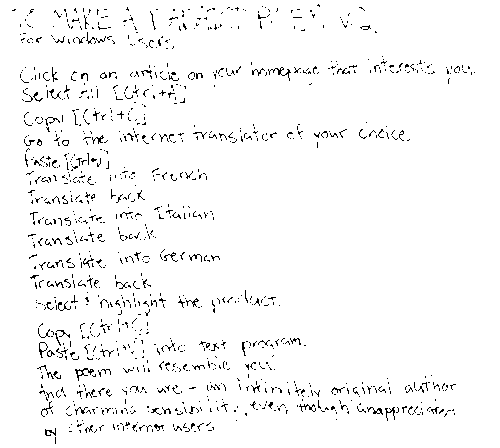 TO MAKE A DADAIST POEM v2.
For Windows Users
Click on an article on your homepage that interests you.
Select All [Ctrl+A]
Copy [Ctrl+C]
Go to the internet translator of your choice.
Paste [Ctrl+V]
Translate into French
Translate back
Translate into Italian
Translate back
Translate into German
Translate back
Select & highlight the product.
Copy [Ctrl+C]
Paste [Ctrl+V] into text program.
The poem will resemble you.
And there you are - an infinitely original author
of charming sensibility, even though unappreciated
by other internet users